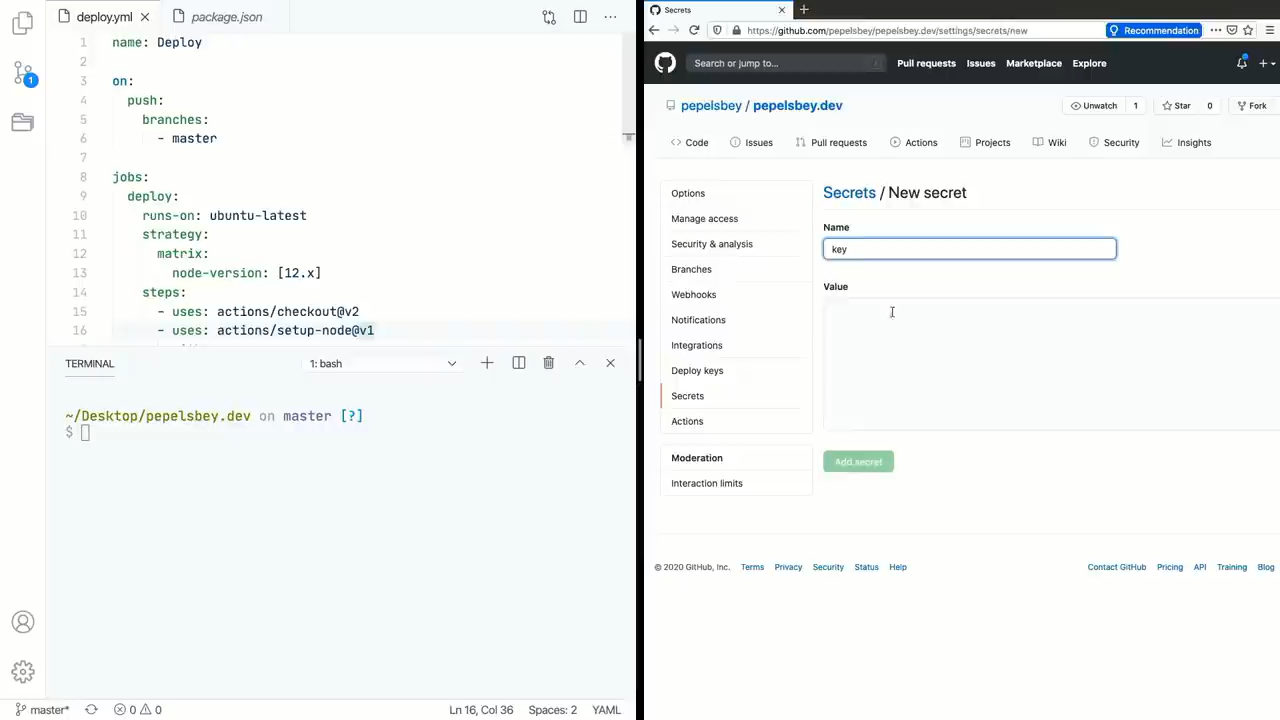 deploy.yml
package.json
1 name: Deploy
2
3 on:
4 push:
5 branches:
6 - master
7
8 jobs:
9 deploy:
10 runs-on: ubuntu-latest
11 strategy:
12 matrix:
13 node-version: [12.x]
14 steps:
15 - uses: actions/checkout@v2
16 - uses: actions/setup-node@v1
1
TERMINAL
1: bash
~/Desktop/pepelsbey.dev on master [?]
$
master*
0 0
Ln 16, Col 36
Spaces: 2
YAML
Secrets
https://github.com/pepelsbey/pepelsbey.dev/settings/secrets/new
Recommendation
Search or jump to...
/
Pull requests
Issues
Marketplace
Explore
pepelsbey / pepelsbey.dev
Unwatch 1
Star 0
Fork
Code
Issues
Pull requests
Actions
Projects
Wiki
Security
Insights
Options
Manage access
Security & analysis
Branches
Webhooks
Notifications
Integrations
Deploy keys
Secrets
Actions
Moderation
Interaction limits
Secrets / New secret
Name
key
Value
Add secret
© 2020 GitHub, Inc.
Terms
Privacy
Security
Status
Help
Contact GitHub
Pricing
API
Training
Blog